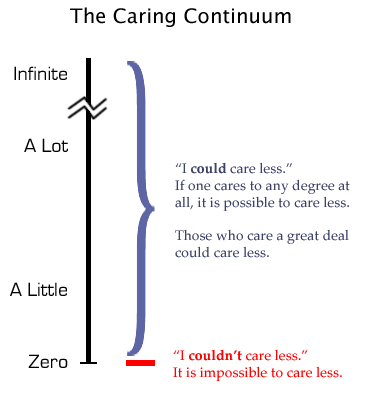 The Caring Continuum
Infinite
A Lot
“I could care less.”
If one cares to any degree at
all, it is possible to care less.
Those who care a great deal
could care less.
A Little
Zero
“I couldn’t care less.”
It is impossible to care less.